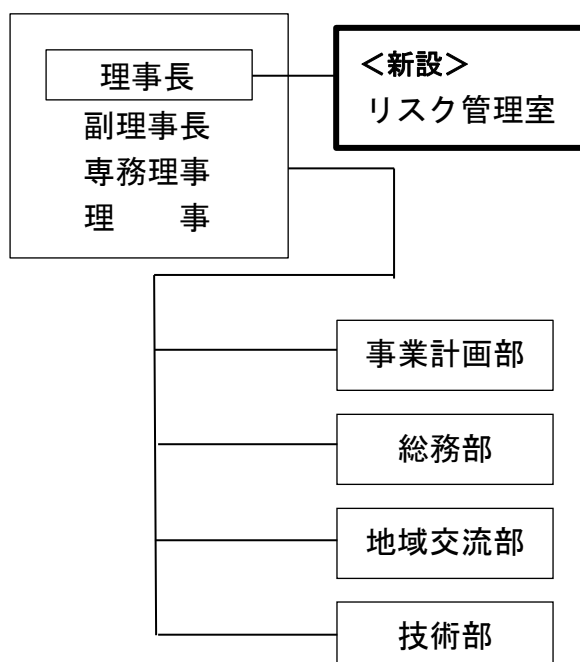 理事長
副理事長
専務理事
理　　事
＜新設＞
リスク管理室
事業計画部
総務部
地域交流部
技術部